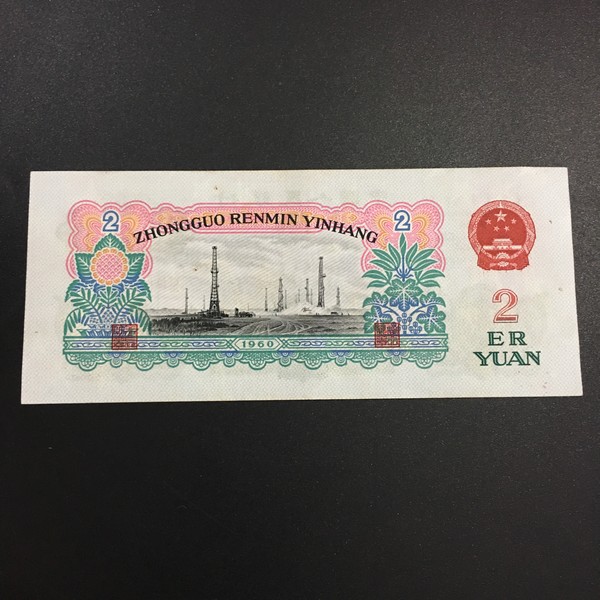 2 ZHONGGUO RENMIN YINHANG 2
1960
2
ER
YUAN